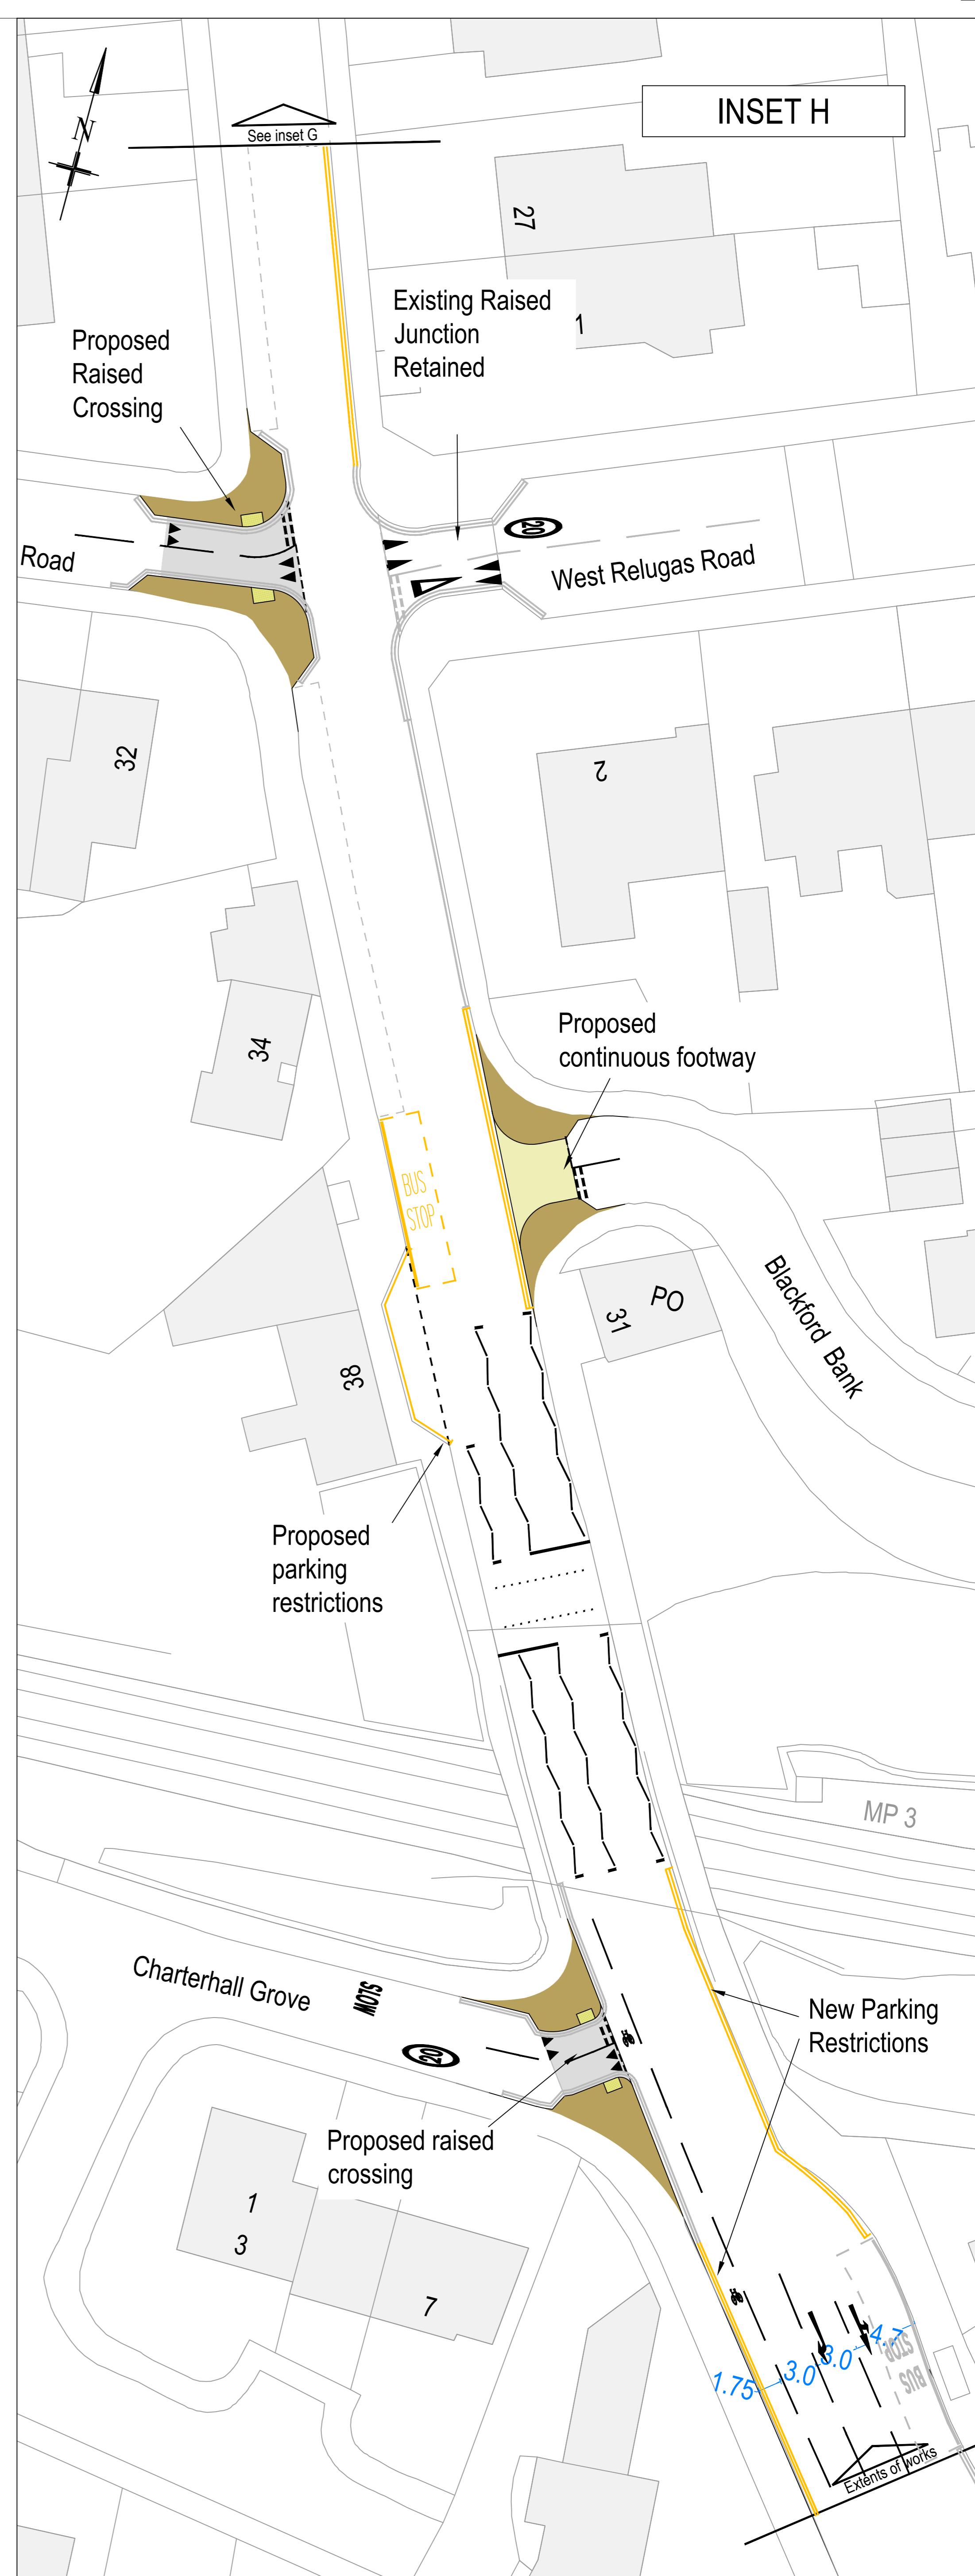 N
See inset G
INSET H
27
Existing Raised
Junction
Retained
1
Proposed
Raised
Crossing
20
Road
West Relugas Road
32
2
Proposed
continuous footway
34
BUS
STOP
PO
31
Blackford Bank
38
Proposed
parking
restrictions
MP 3
Charterhall Grove
SLOW
20
New Parking
Restrictions
Proposed raised
crossing
1
3
7
1.75
3.0
3.0
4.7
BUS
STOP
Extents of works